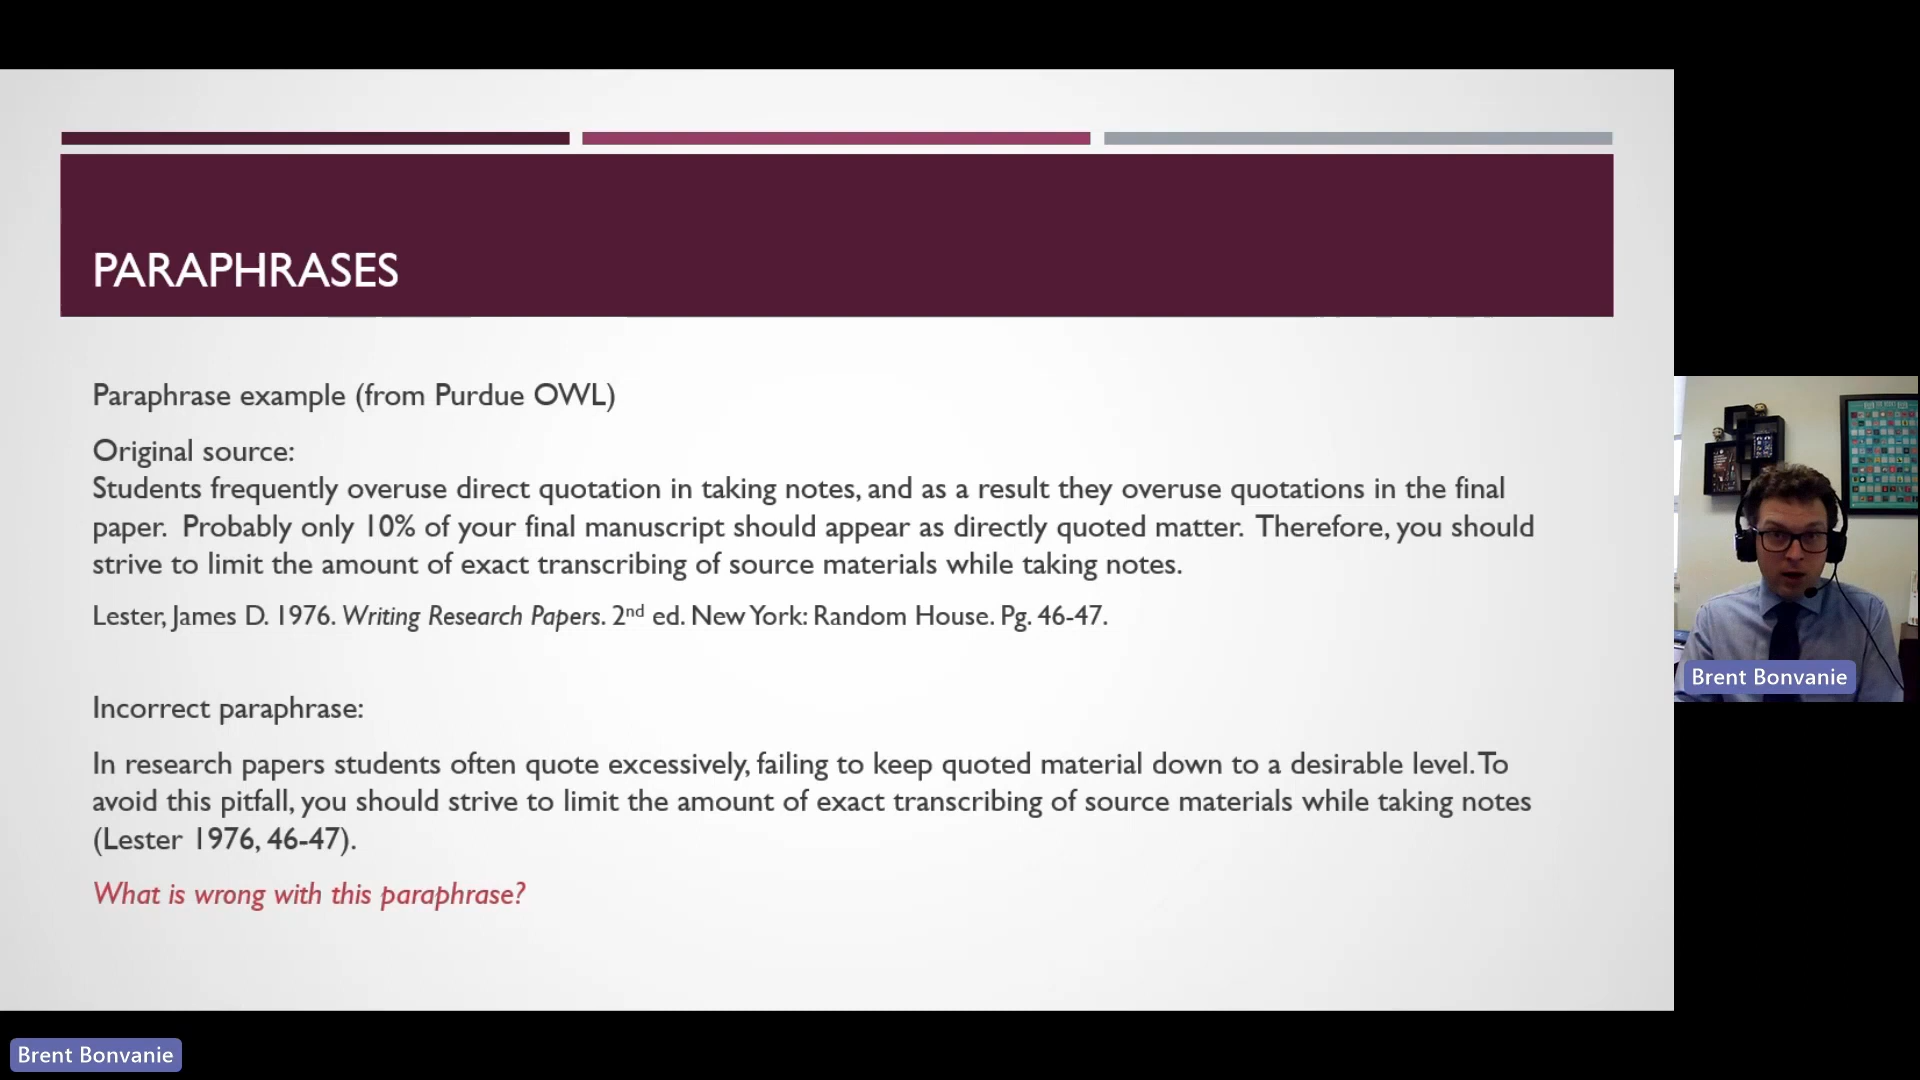 PARAPHRASES
Paraphrase example (from Purdue OWL)
Original source:
Students frequently overuse direct quotation in taking notes, and as a result they overuse quotations in the final
paper. Probably only 10% of your final manuscript should appear as directly quoted matter. Therefore, you should
strive to limit the amount of exact transcribing of source materials while taking notes.
Lester, James D. 1976. Writing Research Papers. 2nd ed. New York: Random House. Pg. 46-47.
Incorrect paraphrase:
In research papers students often quote excessively, failing to keep quoted material down to a desirable level. To
avoid this pitfall, you should strive to limit the amount of exact transcribing of source materials while taking notes
(Lester 1976, 46-47).
What is wrong with this paraphrase?
Brent Bonvanie
Brent Bonvanie